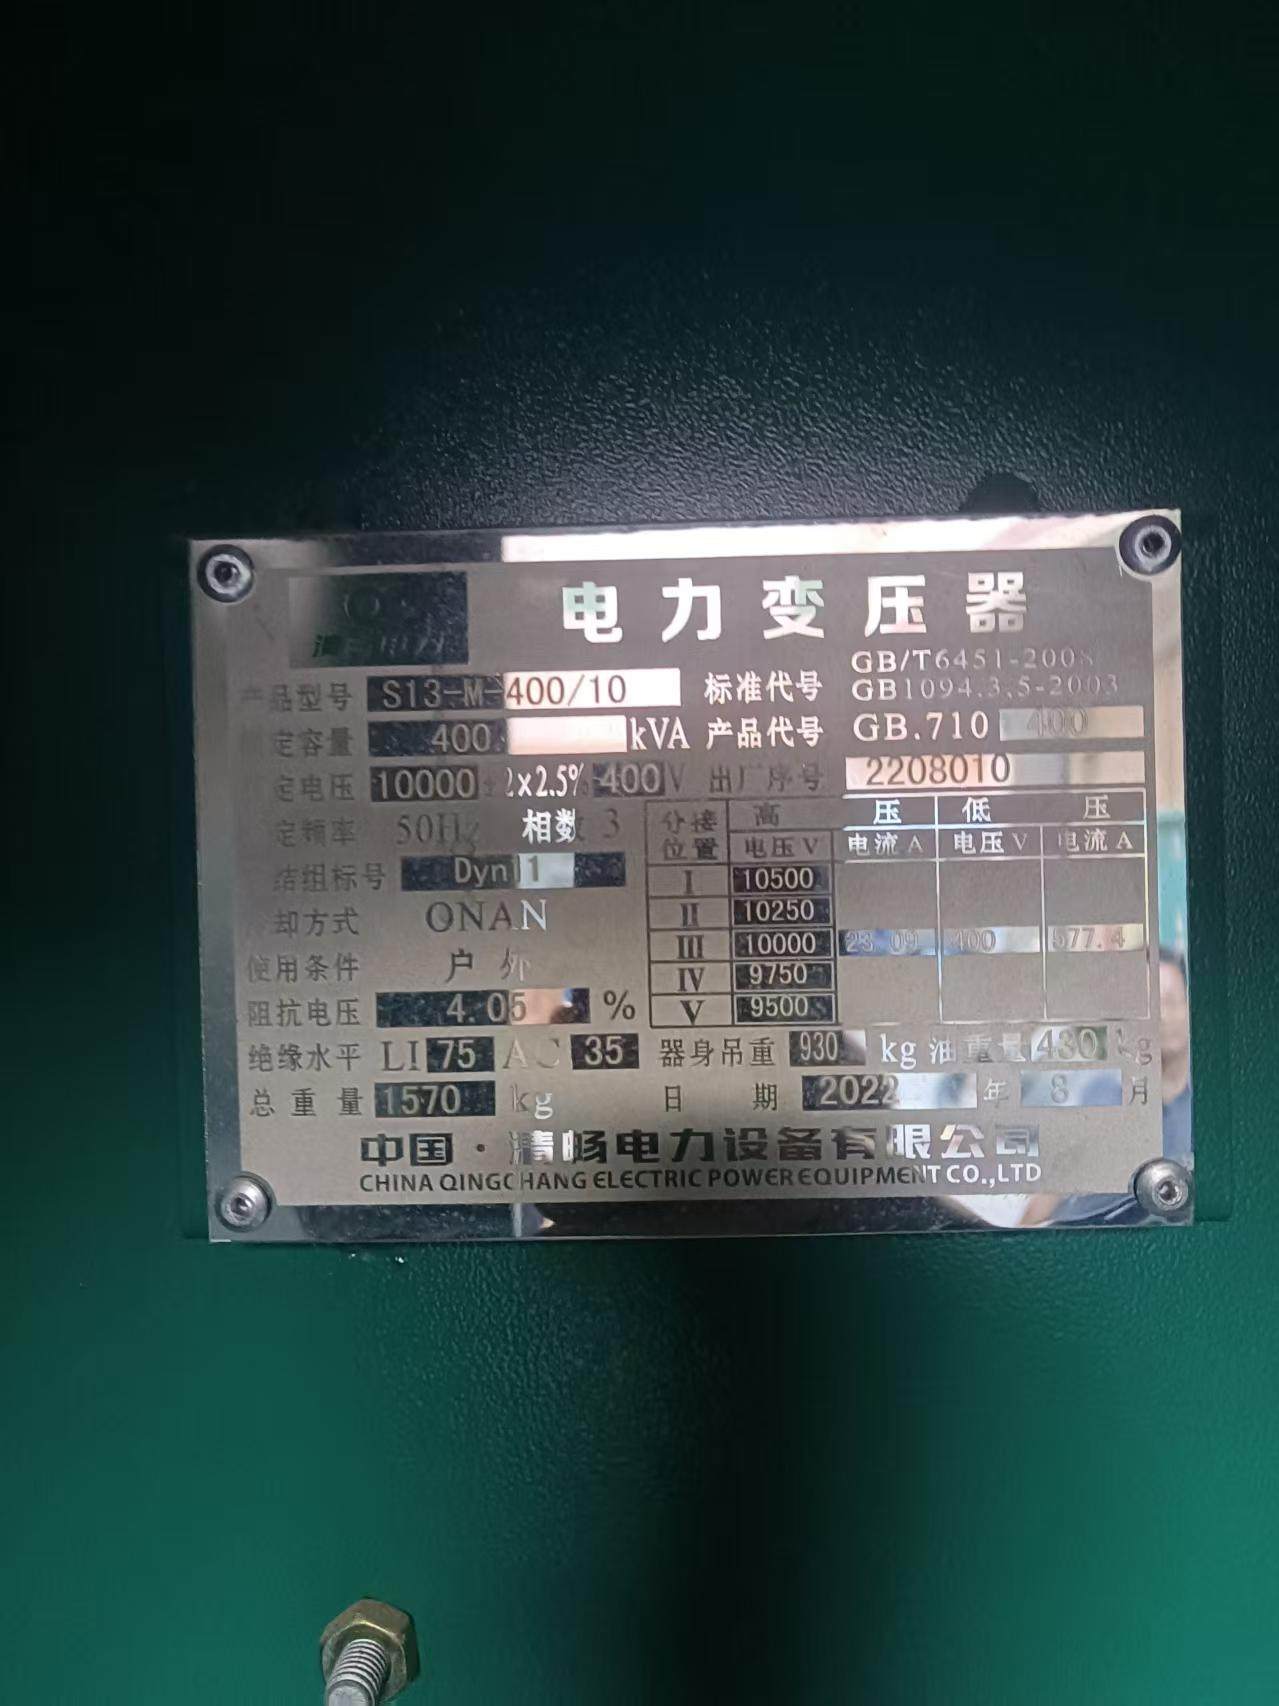 电力变压器
GB/T6451-2008
产品型号 S13-M-400/10 标准代号 GB1094.3.5-2003
额定容量 400 kVA 产品代号 GB.710 400
额定电压 10000±2×2.5% 400 V 出厂序号 2208010
额定频率 50Hz 相数 3
联结组标号 Dyn11
冷却方式 ONAN
使用条件 户外
阻抗电压 4.05 %
分接位置 高压 低压
电压V 电流A 电压V 电流A
I 10500
II 10250
III 10000 23.09 400 577.4
IV 9750
V 9500
绝缘水平 LI 75 AC 35 器身吊重 930 kg 油重量 430 kg
总重量 1570 kg 日期 2022 年 8 月
中国·清畅电力设备有限公司
CHINA QINGCHANG ELECTRIC POWER EQUIPMENT CO.,LTD